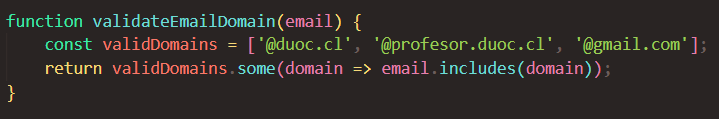 function validateEmailDomain(email) {
    const validDomains = ['@duoc.cl', '@profesor.duoc.cl', '@gmail.com'];
    return validDomains.some(domain => email.includes(domain));
}